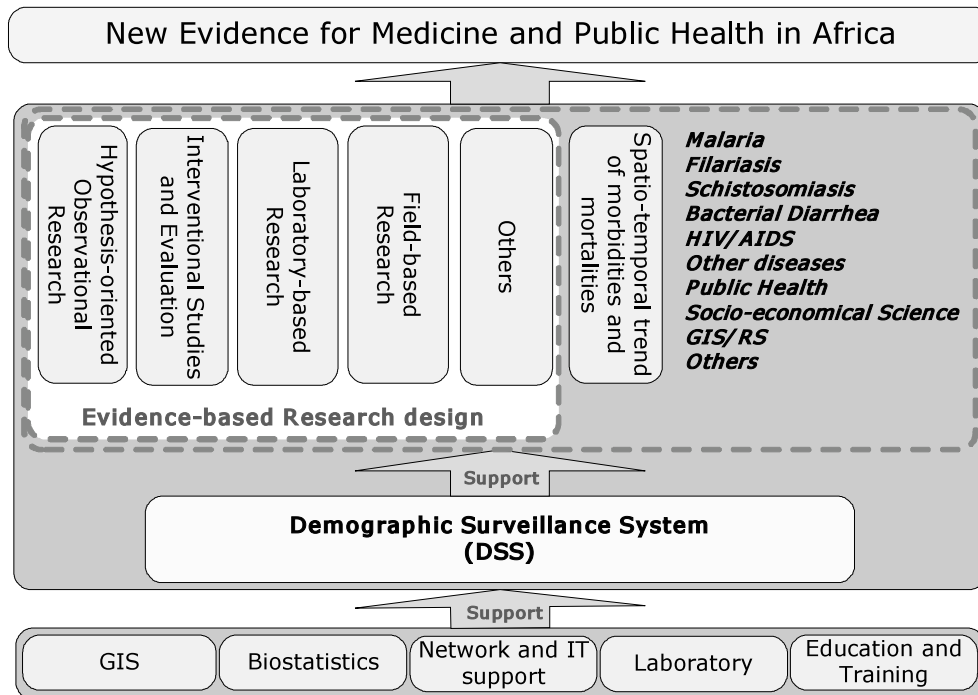 New Evidence for Medicine and Public Health in Africa
Hypothesis-oriented
Observational
Research
Interventional Studies
and Evaluation
Laboratory-based
Research
Field-based
Research
Others
Spatio-temporal trend
of morbidities and
mortalities
Malaria
Filariasis
Schistosomiasis
Bacterial Diarrhea
HIV/AIDS
Other diseases
Public Health
Socio-economical Science
GIS/RS
Others
Evidence-based Research design
Support
Demographic Surveillance System
(DSS)
Support
GIS
Biostatistics
Network and IT
support
Laboratory
Education and
Training